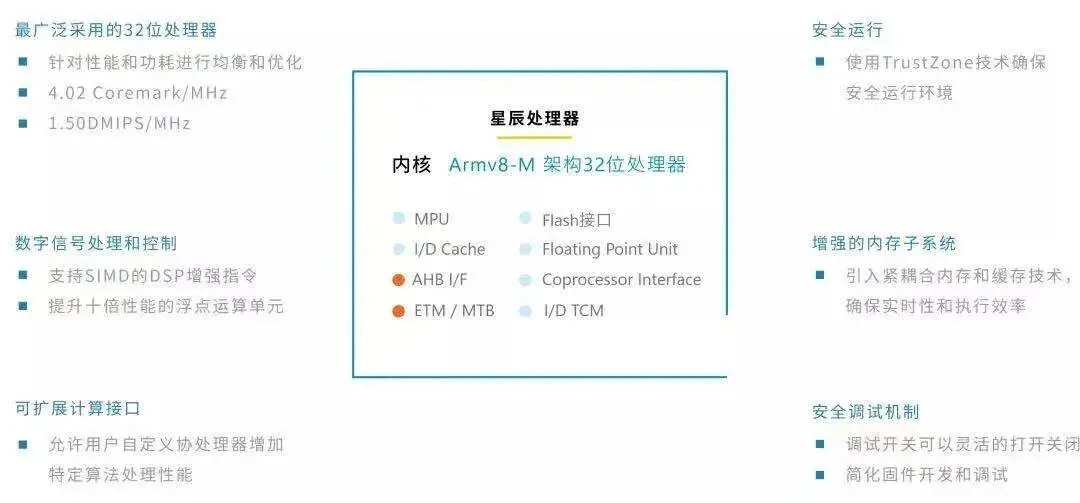 最广泛采用的32位处理器
针对性能和功耗进行均衡和优化
4.02 Coremark/MHz
1.50DMIPS/MHz
数字信号处理和控制
支持SIMD的DSP增强指令
提升十倍性能的浮点运算单元
可扩展计算接口
允许用户自定义协处理器增加
特定算法处理性能
星辰处理器
内核 Armv8-M 架构32位处理器
MPU
Flash接口
I/D Cache
Floating Point Unit
AHB I/F
Coprocessor Interface
ETM / MTB
I/D TCM
安全运行
使用TrustZone技术确保
安全运行环境
增强的内存子系统
引入紧耦合内存和缓存技术，
确保实时性和执行效率
安全调试机制
调试开关可以灵活的打开关闭
简化固件开发和调试